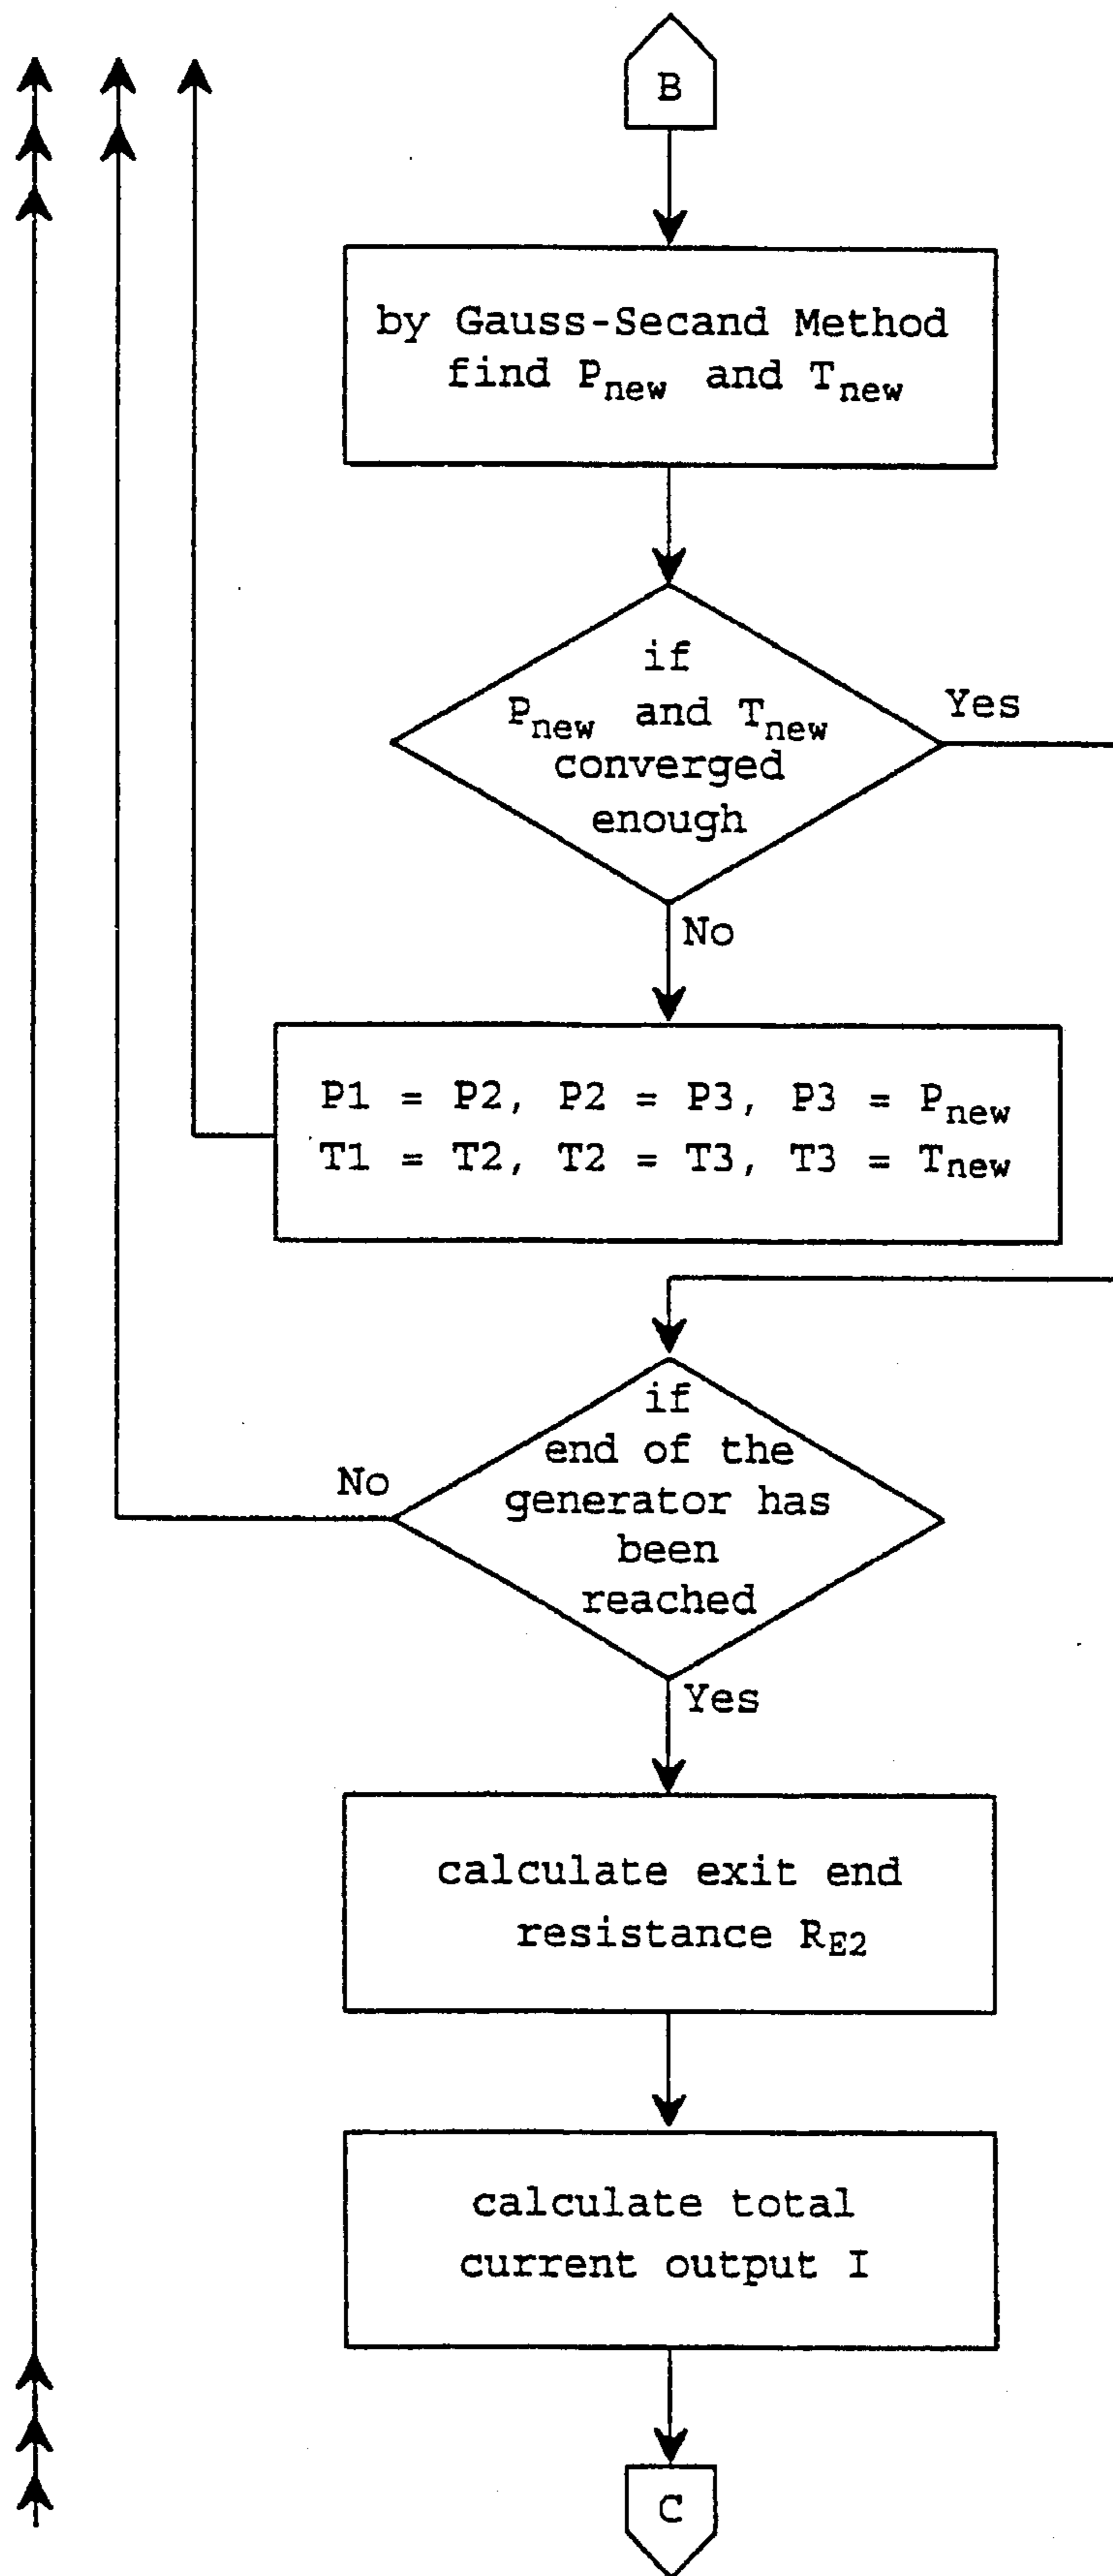 B
by Gauss-Secand Method
find Pnew and Tnew
if
Pnew and Tnew
converged
enough
Yes
No
P1 = P2, P2 = P3, P3 = Pnew
T1 = T2, T2 = T3, T3 = Tnew
if
end of the
generator has
been
reached
No
Yes
calculate exit end
resistance RE2
calculate total
current output I
C